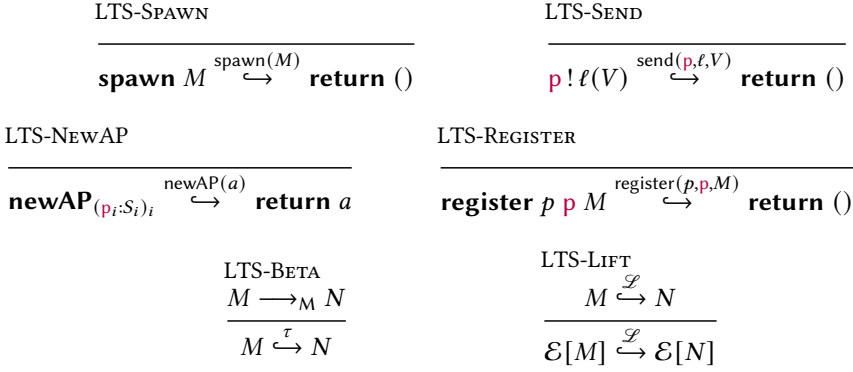 LTS-Spawn LTS-Send
spawn M ↪^{spawn(M)} return () p ! ℓ(V) ↪^{send(p,ℓ,V)} return ()
LTS-NewAP LTS-Register
newAP_{(p_i:S_i)_i} ↪^{newAP(a)} return a register p p M ↪^{register(p,p,M)} return ()
LTS-Beta LTS-Lift
M ⟶_M N M ↪^{ℒ} N
M ↪^{τ} N ℰ[M] ↪^{ℒ} ℰ[N]